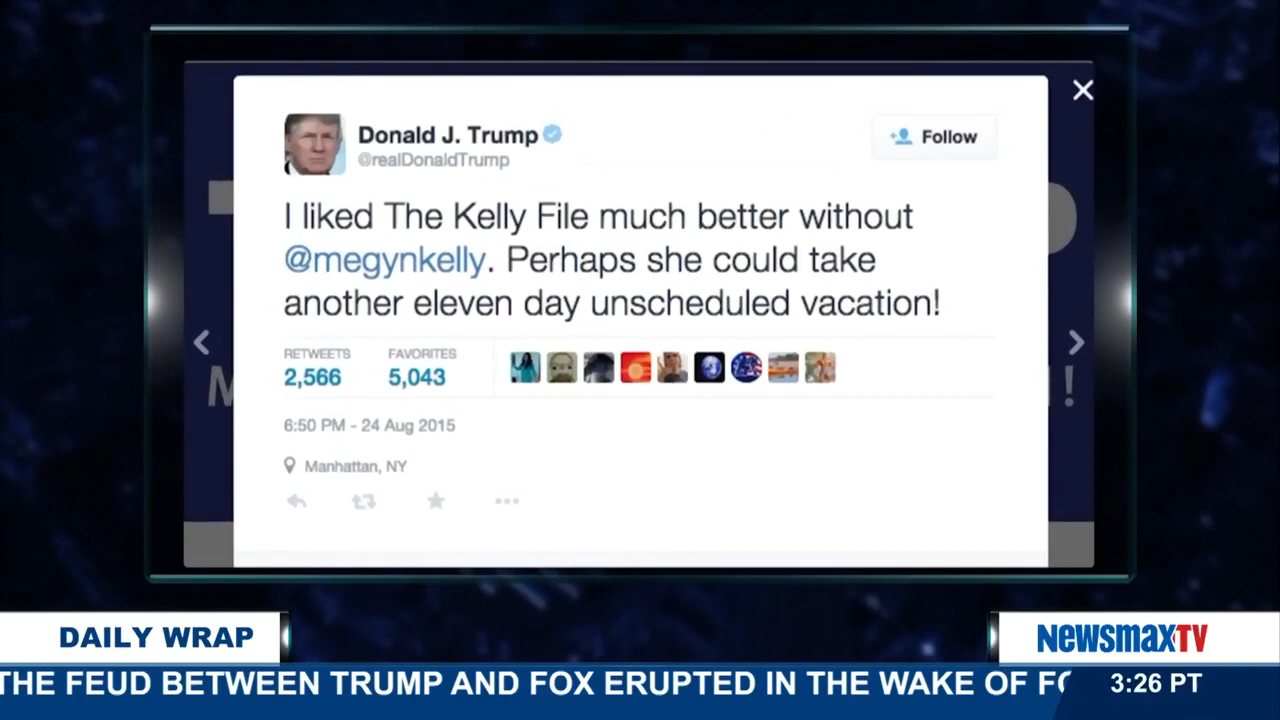 Donald J. Trump
@realDonaldTrump
Follow
I liked The Kelly File much better without
@megynkelly. Perhaps she could take
another eleven day unscheduled vacation!
RETWEETS
2,566
FAVORITES
5,043
6:50 PM - 24 Aug 2015
Manhattan, NY
DAILY WRAP
NEWSMAXTV
THE FEUD BETWEEN TRUMP AND FOX ERUPTED IN THE WAKE OF
3:26 PT